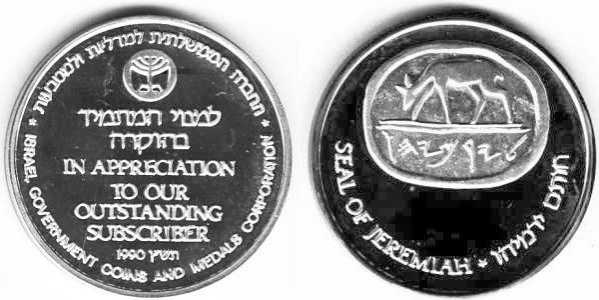 החברה הממשלתית למדליות ולמטבעות
למנוי המתמיד
בהוקרה
IN APPRECIATION
TO OUR
OUTSTANDING
SUBSCRIBER
1990 תש"ץ
* ISRAEL GOVERNMENT COINS AND MEDALS CORPORATION *
SEAL OF JEREMIAH * חותם ירמיהו